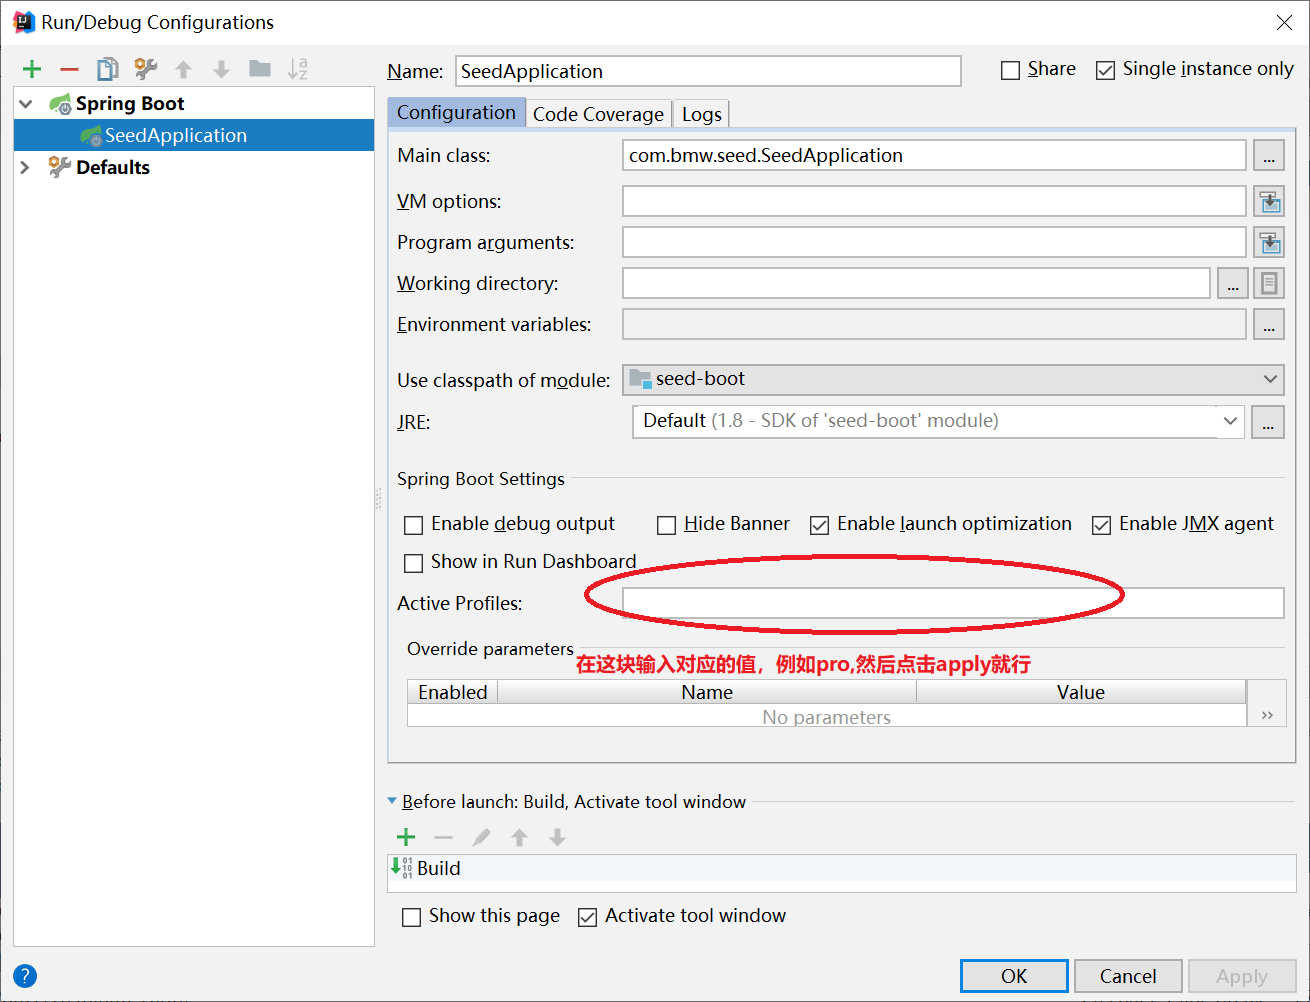 Run/Debug Configurations
Name: SeedApplication
Share
Single instance only
Spring Boot
SeedApplication
Defaults
Configuration
Code Coverage
Logs
Main class: com.bmw.seed.SeedApplication ...
VM options:
Program arguments:
Working directory: ...
Environment variables: ...
Use classpath of module: seed-boot
JRE: Default (1.8 - SDK of 'seed-boot' module) ...
Spring Boot Settings
Enable debug output
Hide Banner
Enable launch optimization
Enable JMX agent
Show in Run Dashboard
Active Profiles:
Override parameters
在这块输入对应的值，例如pro,然后点击apply就行
Enabled Name Value
No parameters
Before launch: Build, Activate tool window
Build
Show this page
Activate tool window
?
OK
Cancel
Apply